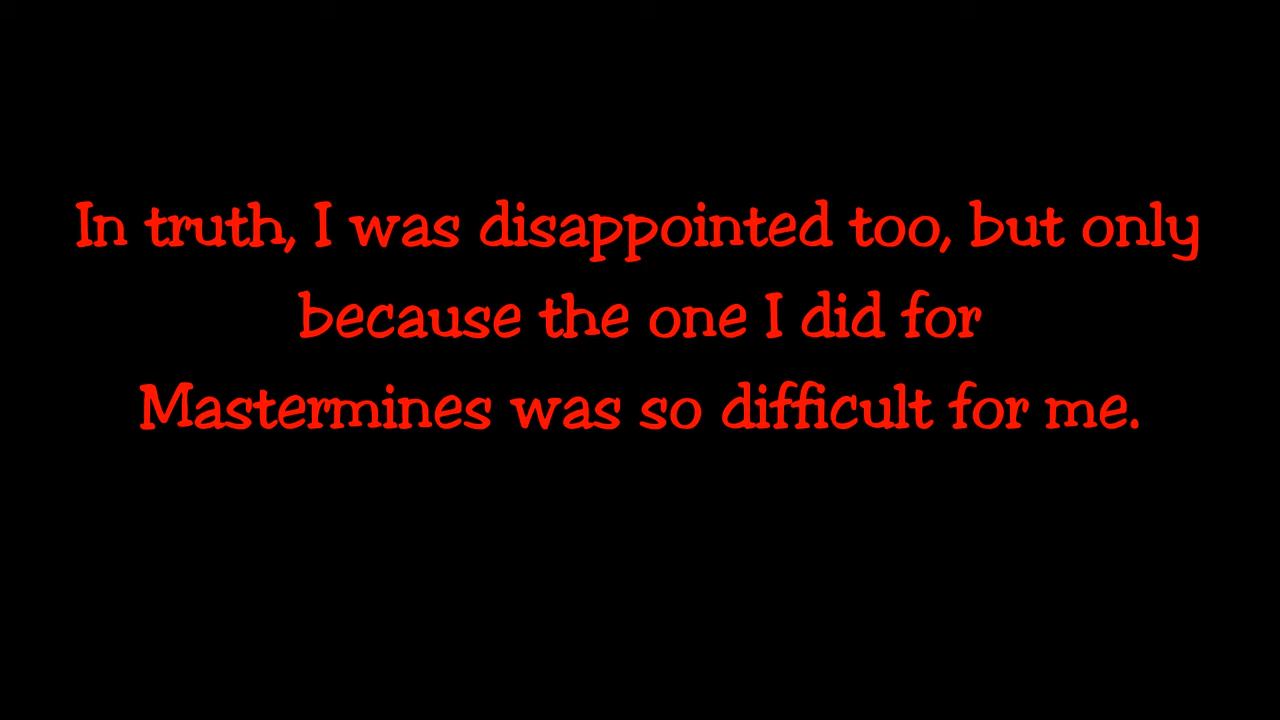 In truth, I was disappointed too, but only
because the one I did for
Mastermines was so difficult for me.